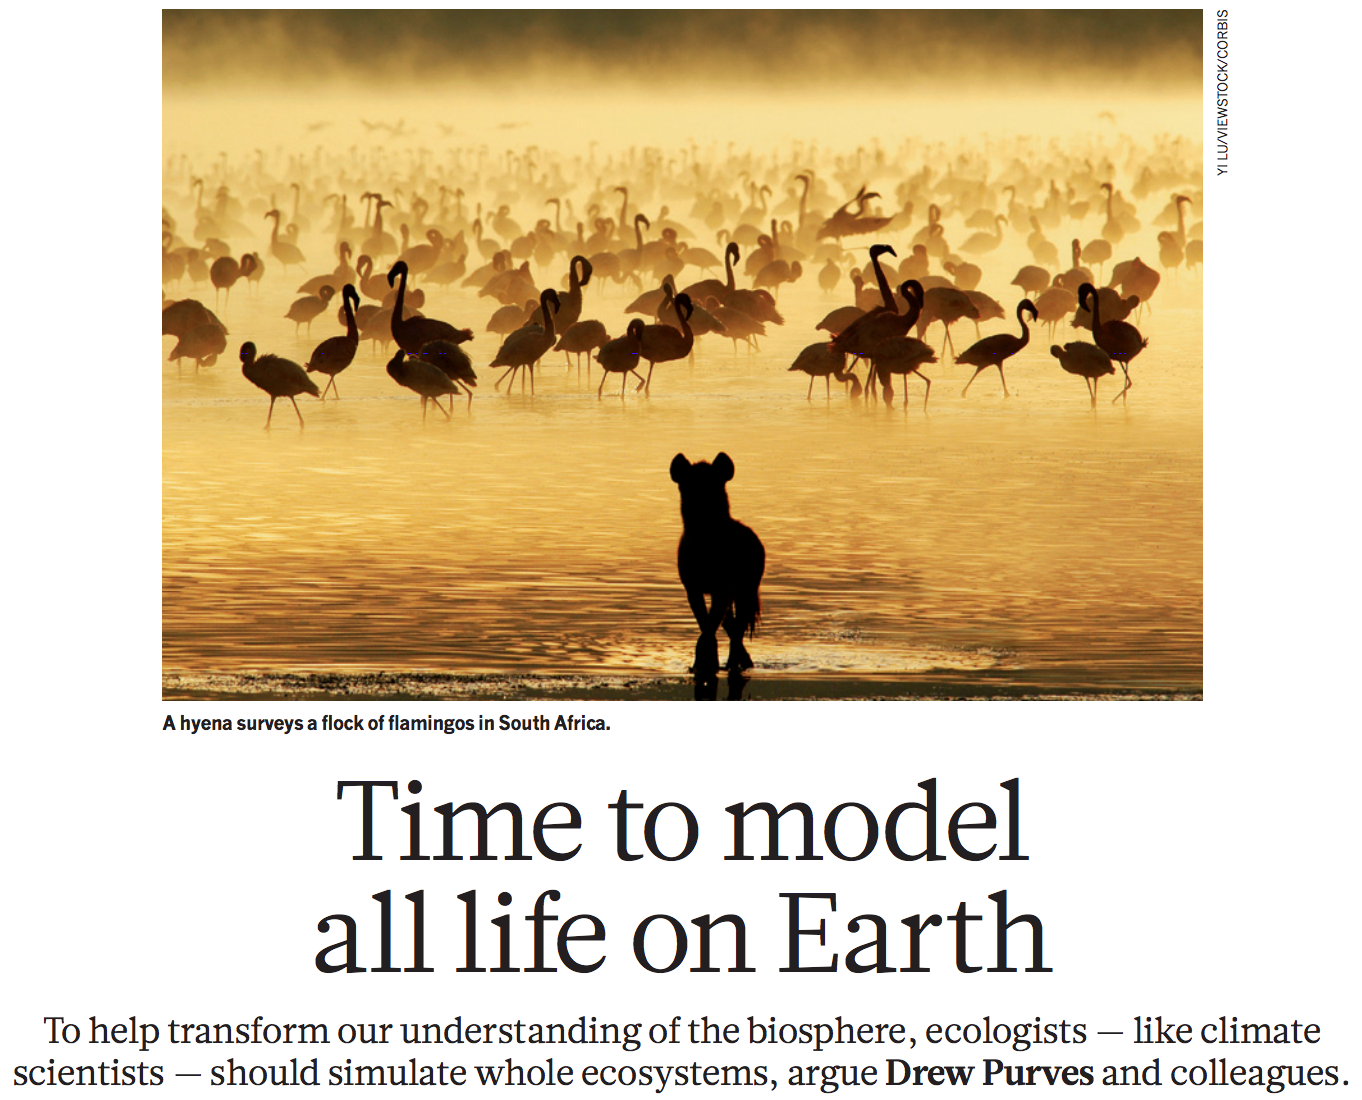 YI LU/VIEWSTOCK/CORBIS
A hyena surveys a flock of flamingos in South Africa.
Time to model
all life on Earth
To help transform our understanding of the biosphere, ecologists — like climate
scientists — should simulate whole ecosystems, argue Drew Purves and colleagues.